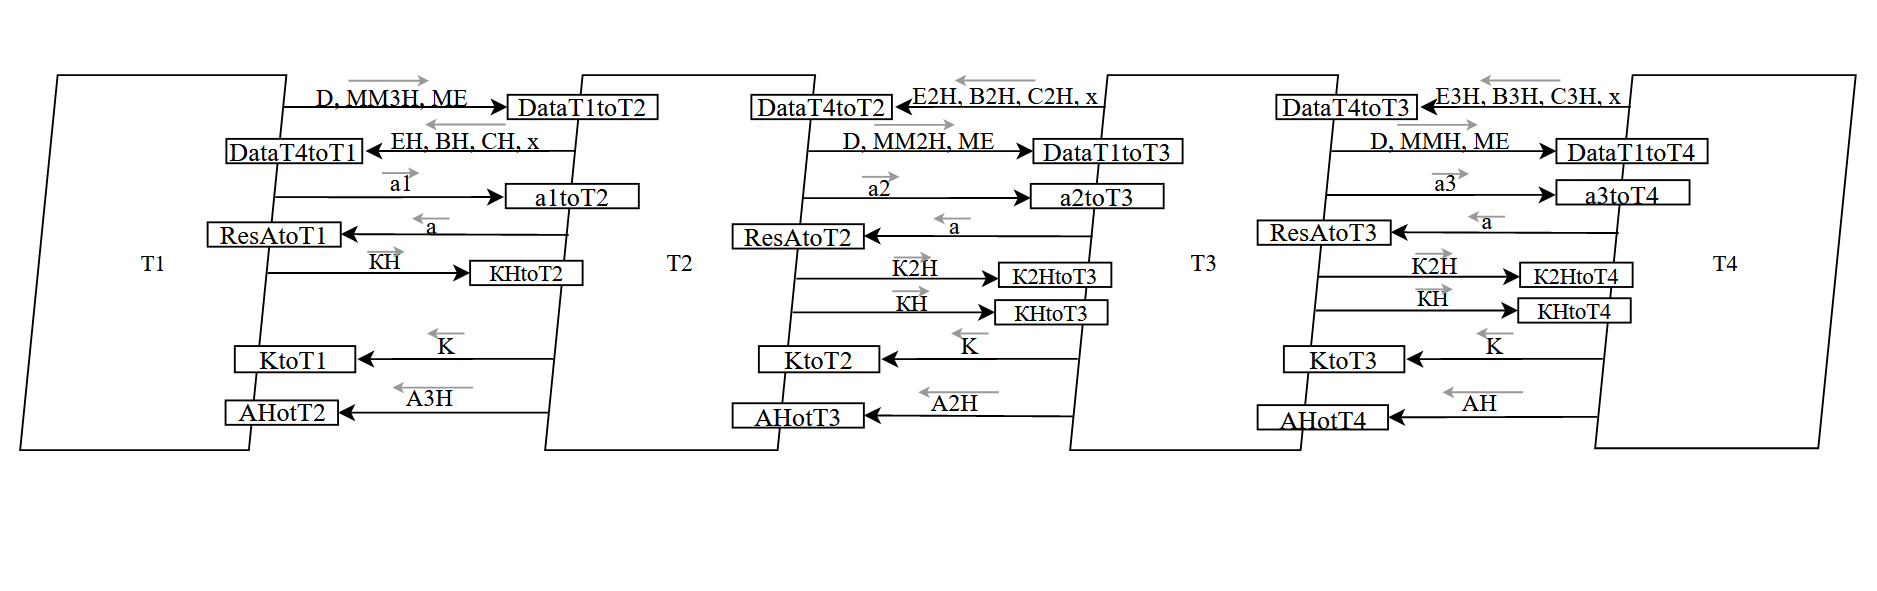 D, MM3H, ME
DataT1toT2
EH, BH, CH, x
DataT4toT1
a1
a1toT2
a
ResAtoT1
KH
KHtoT2
K
KtoT1
A3H
AHotT2
T1
T2
E2H, B2H, C2H, x
DataT4toT2
D, MM2H, ME
DataT1toT3
a2
a2toT3
a
ResAtoT2
K2H
K2HtoT3
KH
KHtoT3
K
KtoT2
A2H
AHotT3
T3
E3H, B3H, C3H, x
DataT4toT3
D, MMH, ME
DataT1toT4
a3
a3toT4
a
ResAtoT3
K2H
K2HtoT4
KH
KHtoT4
K
KtoT3
AH
AHotT4
T4